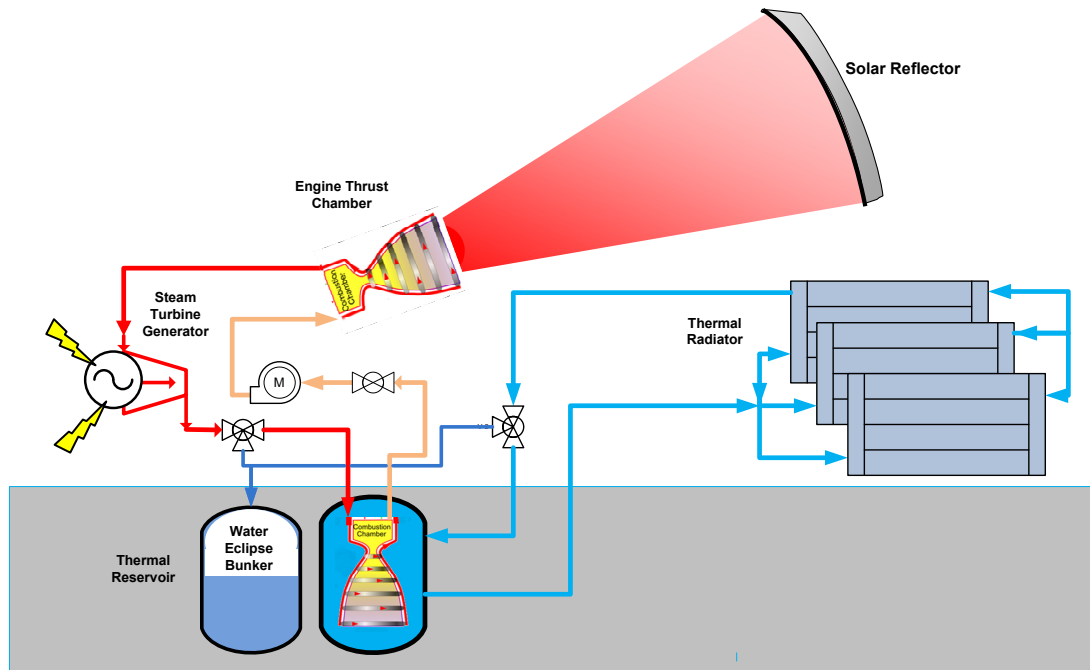 Solar Reflector
Engine Thrust
Chamber
Combustion
Chamber
Steam
Turbine
Generator
Thermal
Radiator
M
Combustion
Chamber
Water
Eclipse
Bunker
Thermal
Reservoir